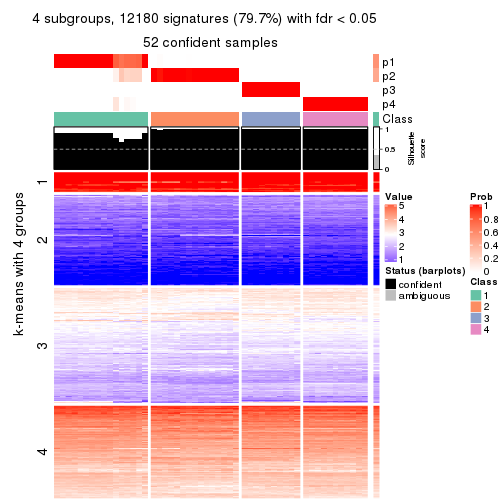 4 subgroups, 12180 signatures (79.7%) with fdr < 0.05
52 confident samples
p1
p2
p3
p4
Class
1
0.5
0
Silhouette
score
k-means with 4 groups
1
2
3
4
Value
5
4
3
2
1
Status (barplots)
confident
ambiguous
Prob
1
0.8
0.6
0.4
0.2
0
Class
1
2
3
4